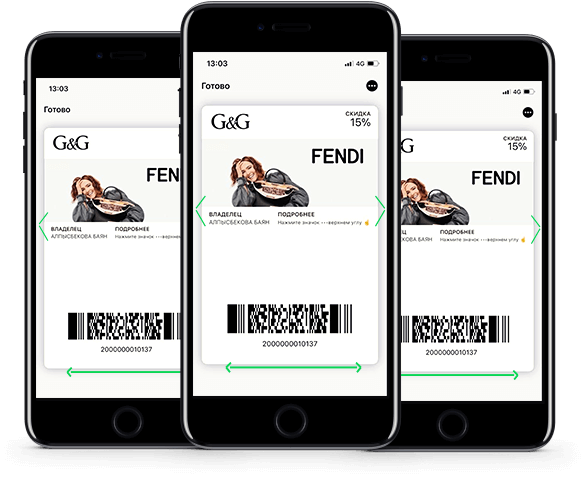 13:03
Готово
G&G
FENDI
ВЛАДЕЛЕЦ
ПОДРОБНЕЕ
АЛПЫСБЕКОВА БАЯН
Нажмите значок ---верхнем углу
2000000010137
13:03
4G
Готово
G&G
СКИДКА
15%
FENDI
ВЛАДЕЛЕЦ
ПОДРОБНЕЕ
АЛПЫСБЕКОВА БАЯН
Нажмите значок ---верхнем углу ☝
2000000010137
4G
СКИДКА
15%
FENDI
ПОДРОБНЕЕ
АЯН
Нажмите значок ---верхнем углу ☝
2000000010137